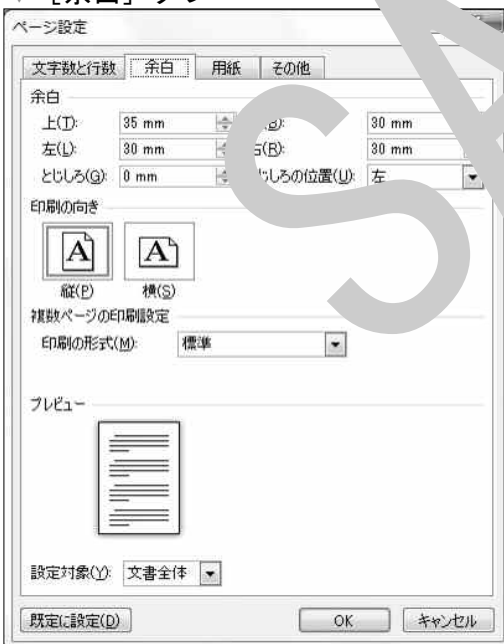 ページ設定
文字数と行数 余白 用紙 その他
余白
上(T): 35 mm (B): 30 mm
左(L): 30 mm 右(R): 30 mm
とじしろ(G): 0 mm とじしろの位置(U): 左
印刷の向き
A A
縦(P) 横(S)
複数ページの印刷設定
印刷の形式(M): 標準
プレビュー
設定対象(Y): 文書全体
既定に設定(D) OK キャンセル